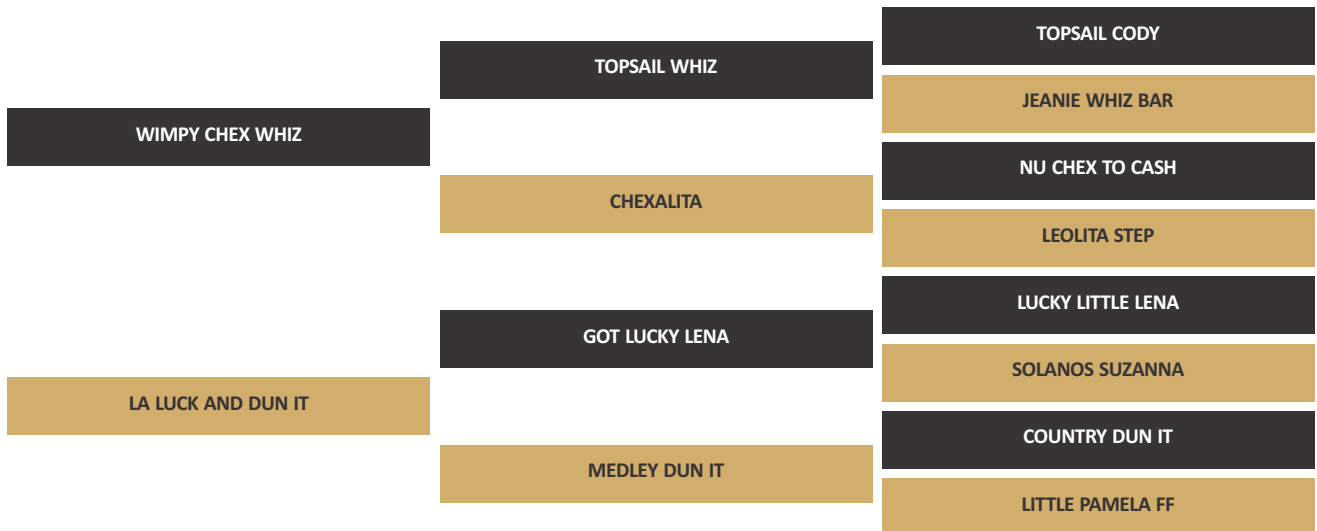 TOPSAIL CODY
TOPSAIL WHIZ
JEANIE WHIZ BAR
WIMPY CHEX WHIZ
NU CHEX TO CASH
CHEXALITA
LEOLITA STEP
LUCKY LITTLE LENA
GOT LUCKY LENA
SOLANOS SUZANNA
LA LUCK AND DUN IT
COUNTRY DUN IT
MEDLEY DUN IT
LITTLE PAMELA FF